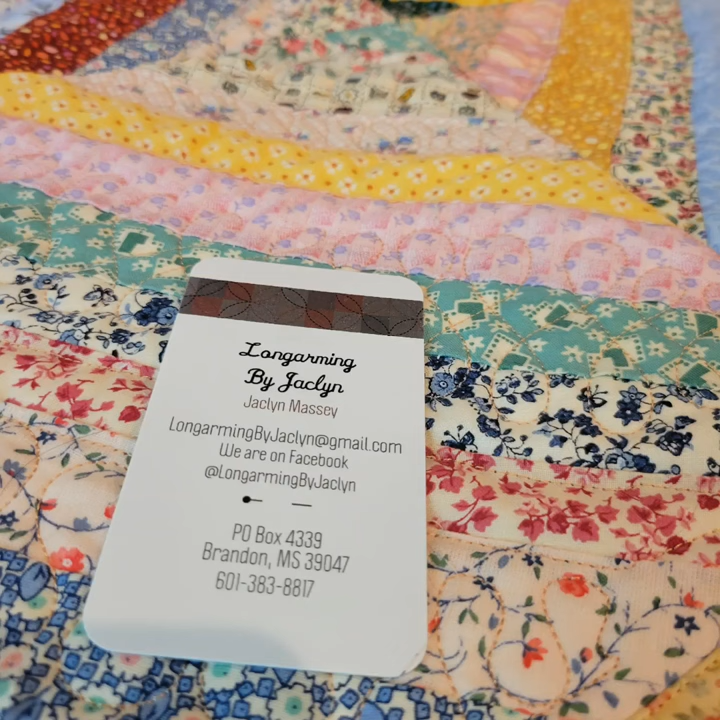 Longarming
By Jaclyn
Jaclyn Massey
LongarmingByJaclyn@gmail.com
We are on Facebook
@LongarmingByJaclyn
PO Box 4339
Brandon, MS 39047
601-383-8817